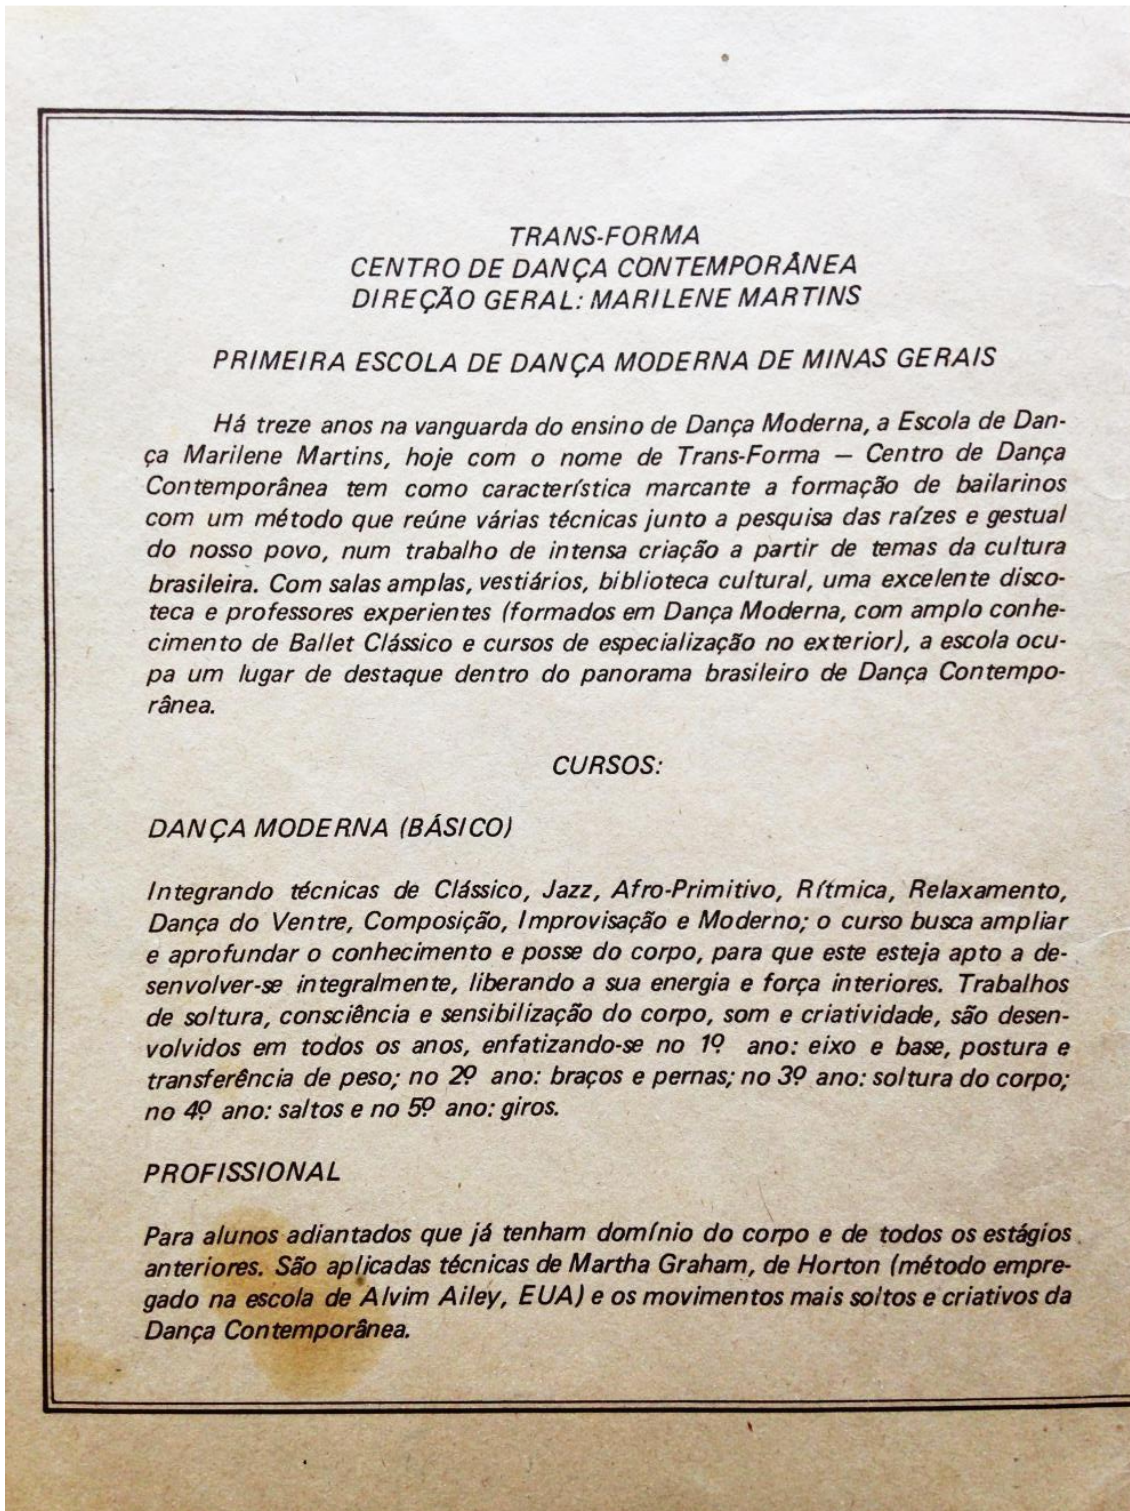 TRANS-FORMA
CENTRO DE DANÇA CONTEMPORÂNEA
DIREÇÃO GERAL: MARILENE MARTINS
PRIMEIRA ESCOLA DE DANÇA MODERNA DE MINAS GERAIS
Há treze anos na vanguarda do ensino de Dança Moderna, a Escola de Dan-
ça Marilene Martins, hoje com o nome de Trans-Forma — Centro de Dança
Contemporânea tem como característica marcante a formação de bailarinos
com um método que reúne várias técnicas junto a pesquisa das raízes e gestual
do nosso povo, num trabalho de intensa criação a partir de temas da cultura
brasileira. Com salas amplas, vestiários, biblioteca cultural, uma excelente disco-
teca e professores experientes (formados em Dança Moderna, com amplo conhe-
cimento de Ballet Clássico e cursos de especialização no exterior), a escola ocu-
pa um lugar de destaque dentro do panorama brasileiro de Dança Contempo-
rânea.
CURSOS:
DANÇA MODERNA (BÁSICO)
Integrando técnicas de Clássico, Jazz, Afro-Primitivo, Rítmica, Relaxamento,
Dança do Ventre, Composição, Improvisação e Moderno; o curso busca ampliar
e aprofundar o conhecimento e posse do corpo, para que este esteja apto a de-
senvolver-se integralmente, liberando a sua energia e força interiores. Trabalhos
de soltura, consciência e sensibilização do corpo, som e criatividade, são desen-
volvidos em todos os anos, enfatizando-se no 1º ano: eixo e base, postura e
transferência de peso; no 2º ano: braços e pernas; no 3º ano: soltura do corpo;
no 4º ano: saltos e no 5º ano: giros.
PROFISSIONAL
Para alunos adiantados que já tenham domínio do corpo e de todos os estágios
anteriores. São aplicadas técnicas de Martha Graham, de Horton (método empre-
gado na escola de Alvim Ailey, EUA) e os movimentos mais soltos e criativos da
Dança Contemporânea.